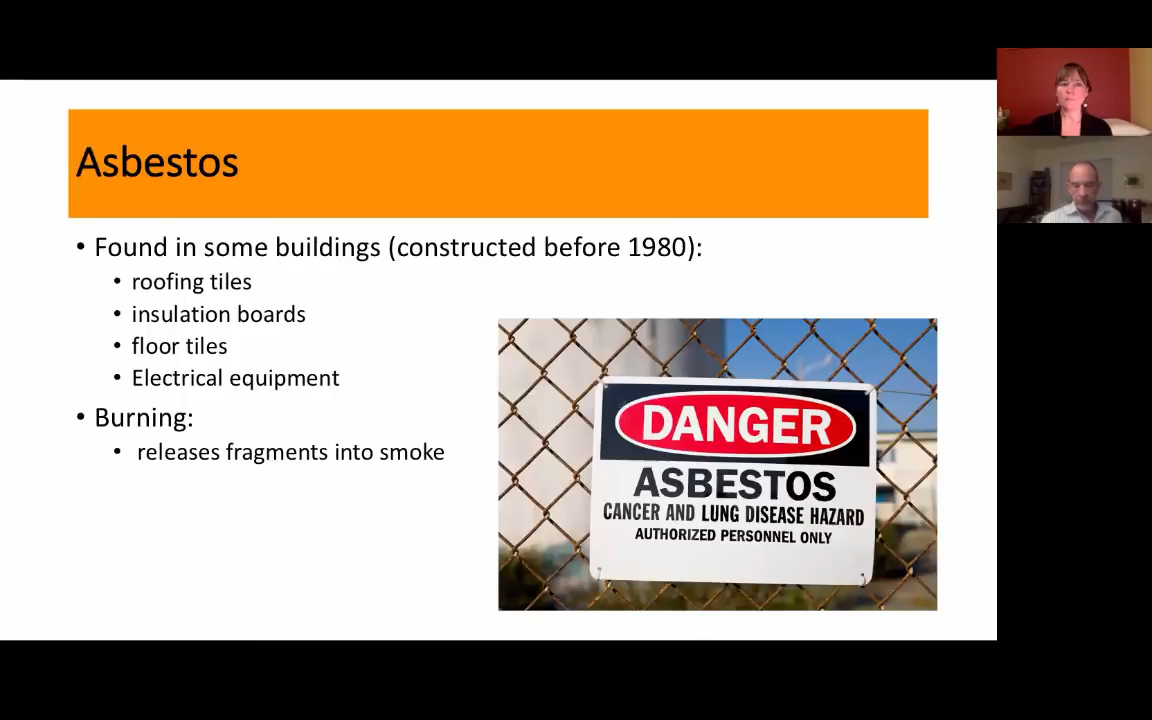 Asbestos
• Found in some buildings (constructed before 1980):
• roofing tiles
• insulation boards
• floor tiles
• Electrical equipment
• Burning:
• releases fragments into smoke
DANGER
ASBESTOS
CANCER AND LUNG DISEASE HAZARD
AUTHORIZED PERSONNEL ONLY